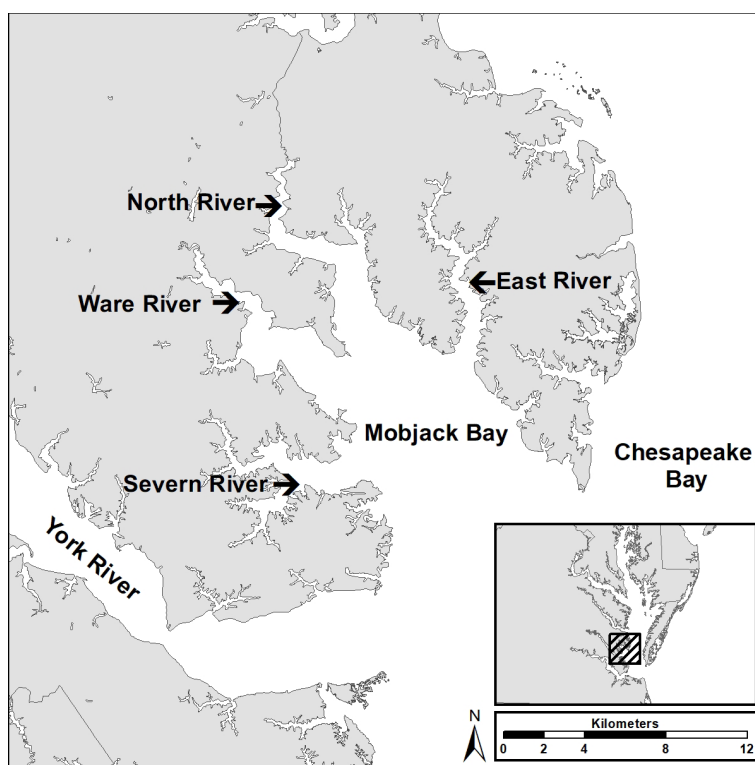 North River
East River
Ware River
Mobjack Bay
Chesapeake
Bay
Severn River
York River
N
Kilometers
0 2 4 8 12